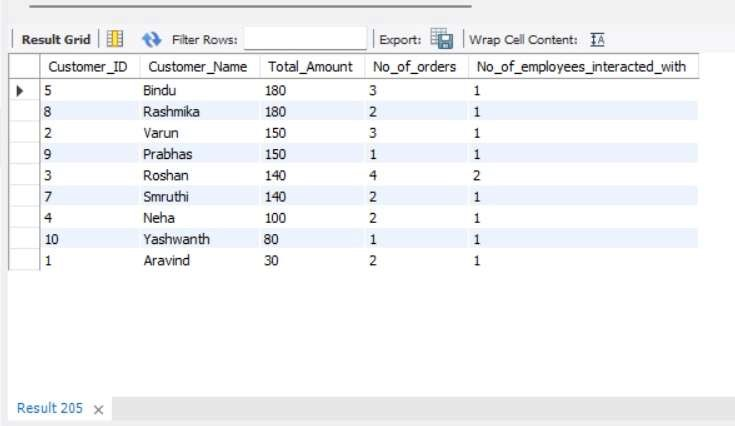 Result Grid Filter Rows: Export: Wrap Cell Content:
Customer_ID Customer_Name Total_Amount No_of_orders No_of_employees_interacted_with
5 Bindu 180 3 1
8 Rashmika 180 2 1
2 Varun 150 3 1
9 Prabhas 150 1 1
3 Roshan 140 4 2
7 Smruthi 140 2 1
4 Neha 100 2 1
10 Yashwanth 80 1 1
1 Aravind 30 2 1
Result 205